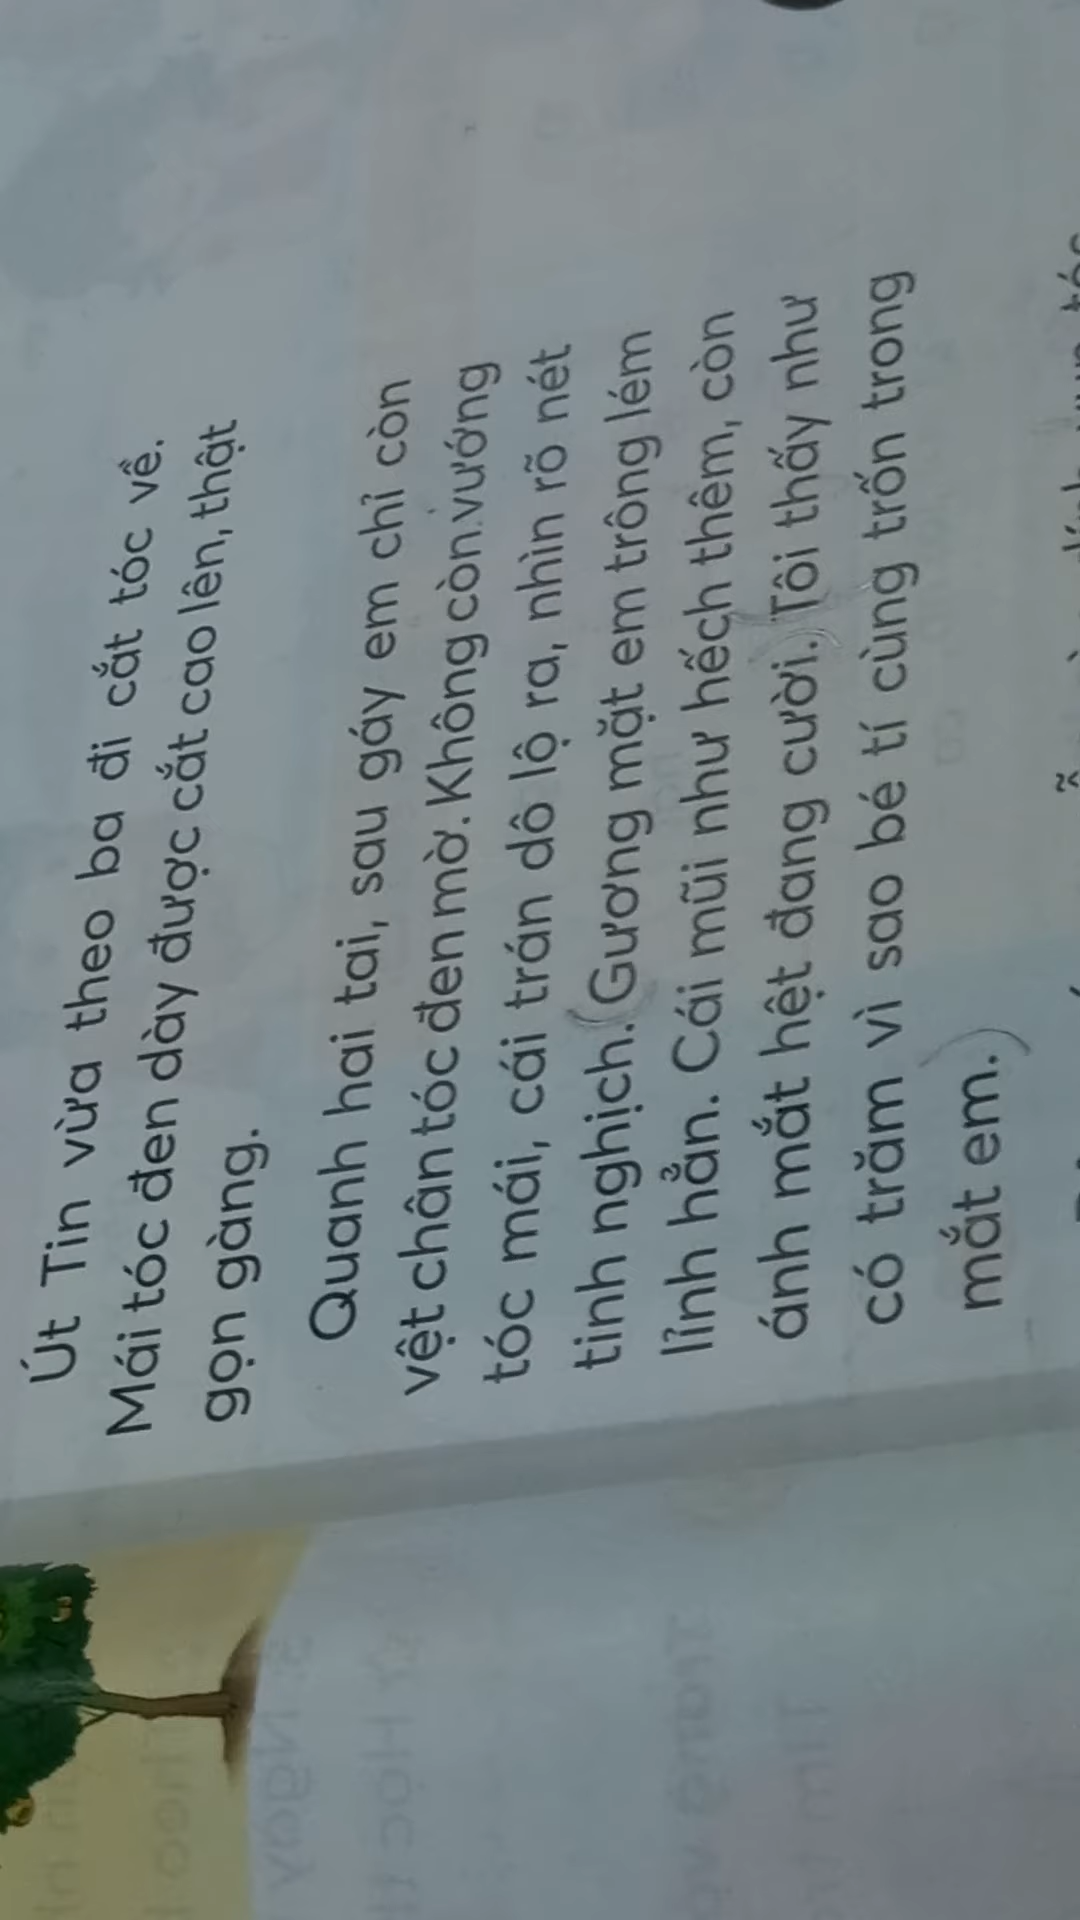 Út Tin vừa theo ba đi cắt tóc về.
Mái tóc đen dày được cắt cao lên, thật
gọn gàng.
Quanh hai tai, sau gáy em chỉ còn
vệt chân tóc đen mờ. Không còn vướng
tóc mái, cái trán dô lộ ra, nhìn rõ nét
tinh nghịch. (Gương mặt em trông lém
lỉnh hẳn. Cái mũi như hếch thêm, còn
ánh mắt hệt đang cười.) Tôi thấy như
có trăm vì sao bé tí cùng trốn trong
mắt em.)